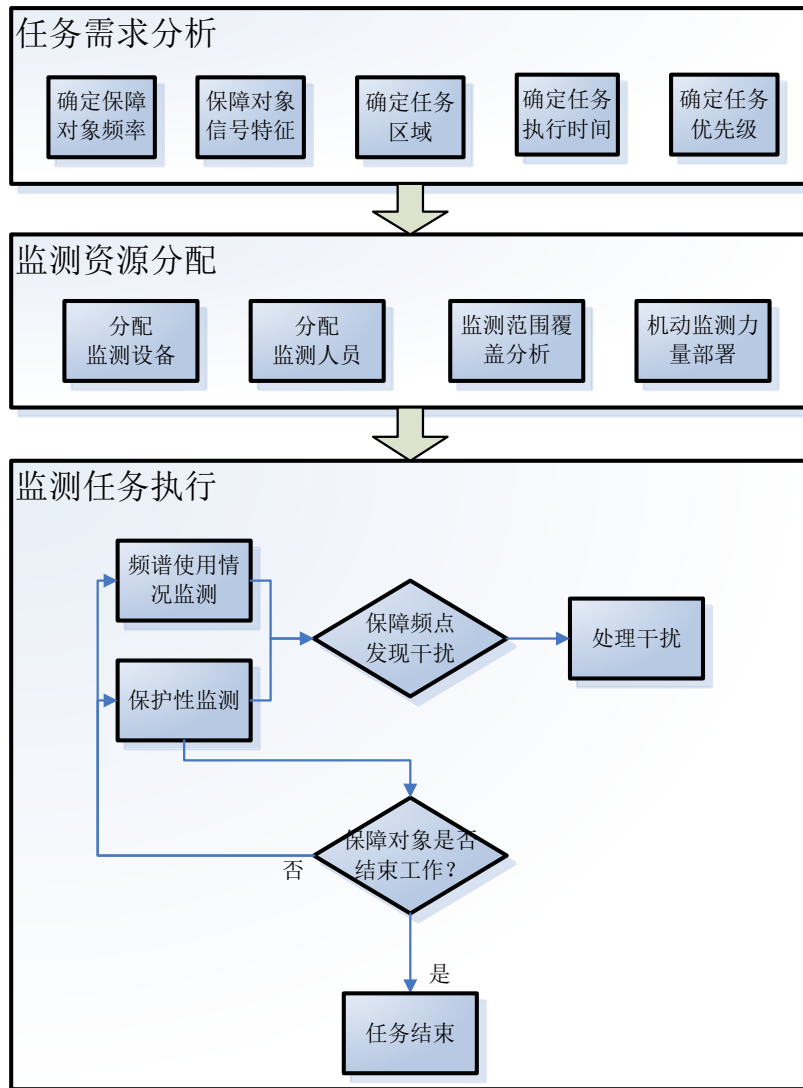 任务需求分析
确定保障
对象频率
保障对象
信号特征
确定任务
区域
确定任务
执行时间
确定任务
优先级
监测资源分配
分配
监测设备
分配
监测人员
监测范围覆
盖分析
机动监测力
量部署
监测任务执行
频谱使用情
况监测
保障频点
发现干扰
处理干扰
保护性监测
保障对象是否
结束工作？
否
是
任务结束